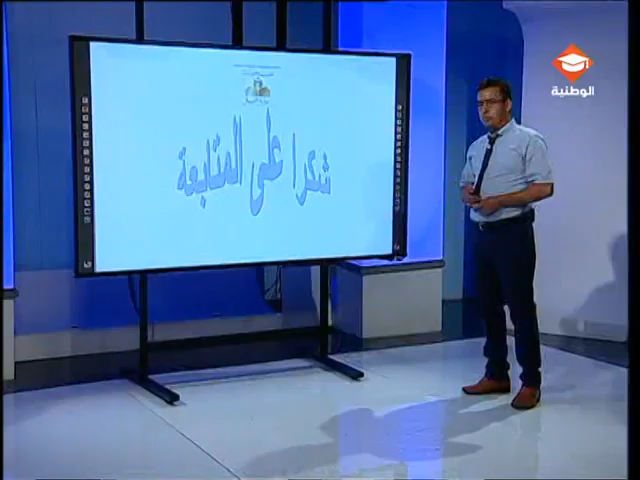 شكرا على المتابعة
الوطنية